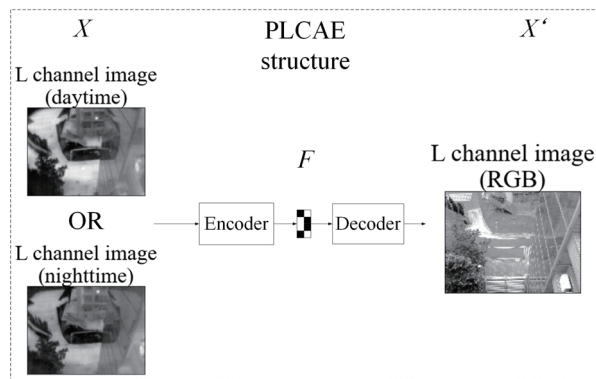 X
PLCAE
structure
X‘
L channel image
(daytime)
F
L channel image
(RGB)
OR
Encoder
Decoder
L channel image
(nighttime)